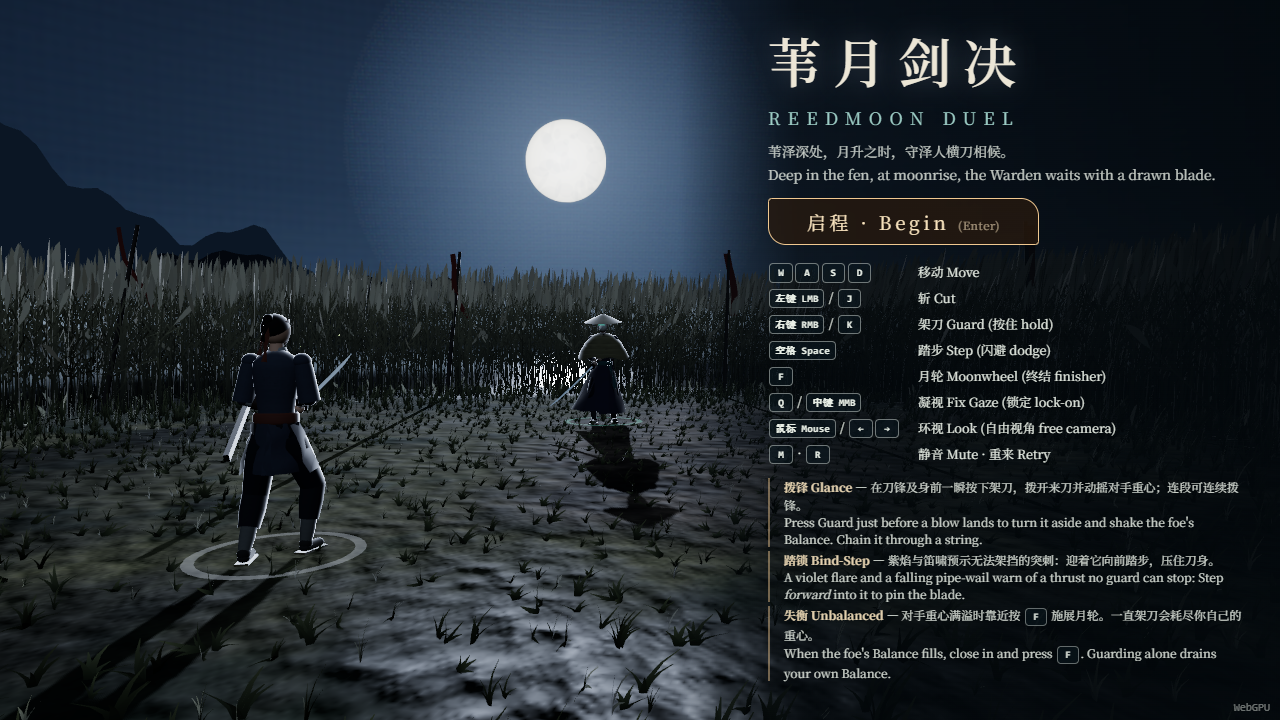 苇月剑决
REEDMOON DUEL
苇泽深处，月升之时，守泽人横刀相候。
Deep in the fen, at moonrise, the Warden waits with a drawn blade.
启程 · Begin (Enter)
W A S D 移动 Move
左键 LMB / J 斩 Cut
右键 RMB / K 架刀 Guard (按住 hold)
空格 Space 踏步 Step (闪避 dodge)
F 月轮 Moonwheel (终结 finisher)
Q / 中键 MMB 凝视 Fix Gaze (锁定 lock-on)
鼠标 Mouse / ← → 环视 Look (自由视角 free camera)
M · R 静音 Mute · 重来 Retry
拨锋 Glance — 在刀锋及身前一瞬按下架刀，拨开来刀并动摇对手重心；连段可连续拨
锋。
Press Guard just before a blow lands to turn it aside and shake the foe's
Balance. Chain it through a string.
踏锁 Bind-Step — 紫焰与笛啸预示无法架挡的突刺：迎着它向前踏步，压住刀身。
A violet flare and a falling pipe-wail warn of a thrust no guard can stop: Step
forward into it to pin the blade.
失衡 Unbalanced — 对手重心满溢时靠近按 F 施展月轮。一直架刀会耗尽你自己的
重心。
When the foe's Balance fills, close in and press F. Guarding alone drains
your own Balance.
WebGPU